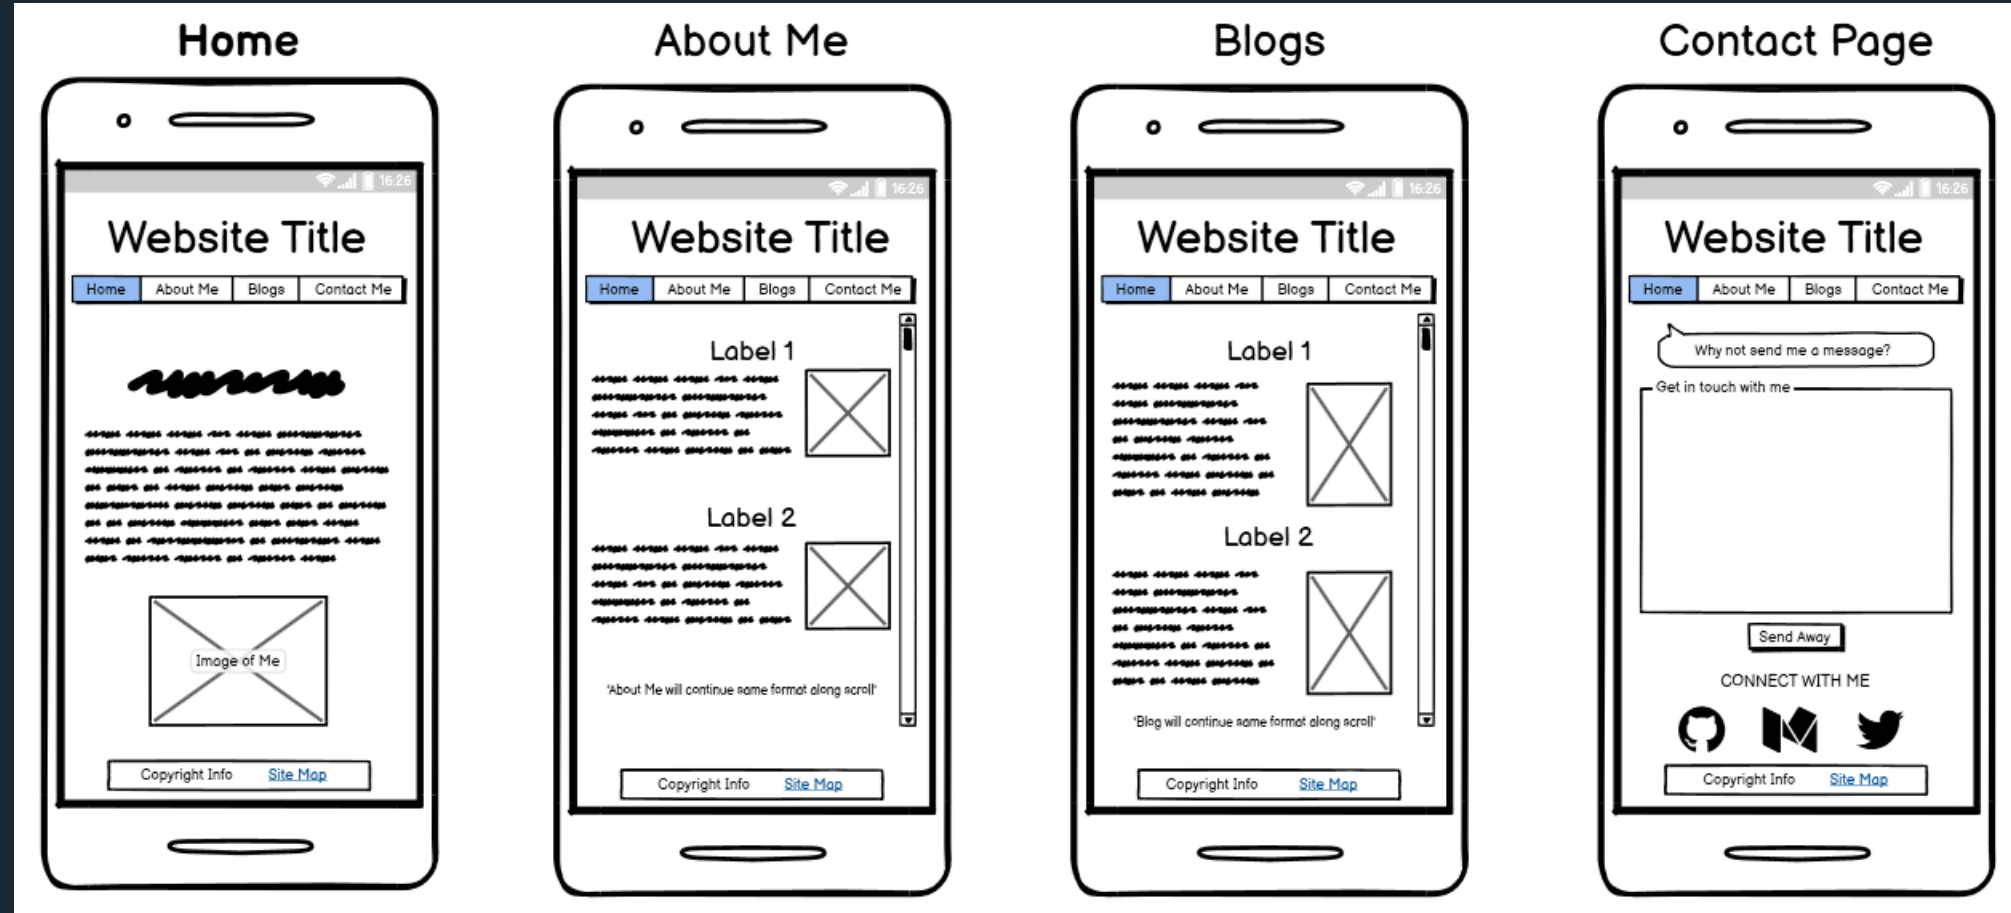 Home
16:26
Website Title
Home About Me Blogs Contact Me
Image of Me
Copyright Info Site Map
About Me
16:26
Website Title
Home About Me Blogs Contact Me
Label 1
Label 2
'About Me will continue same format along scroll'
Copyright Info Site Map
Blogs
16:26
Website Title
Home About Me Blogs Contact Me
Label 1
Label 2
'Blog will continue same format along scroll'
Copyright Info Site Map
Contact Page
16:26
Website Title
Home About Me Blogs Contact Me
Why not send me a message?
Get in touch with me
Send Away
CONNECT WITH ME
Copyright Info Site Map